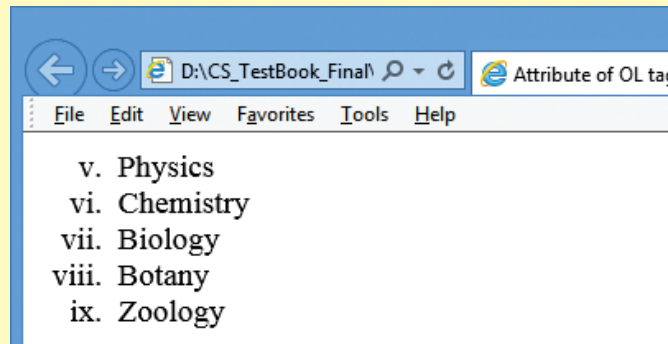 D:\CS_TestBook_Final\
Attribute of OL tag
File Edit View Favorites Tools Help
v. Physics
vi. Chemistry
vii. Biology
viii. Botany
ix. Zoology